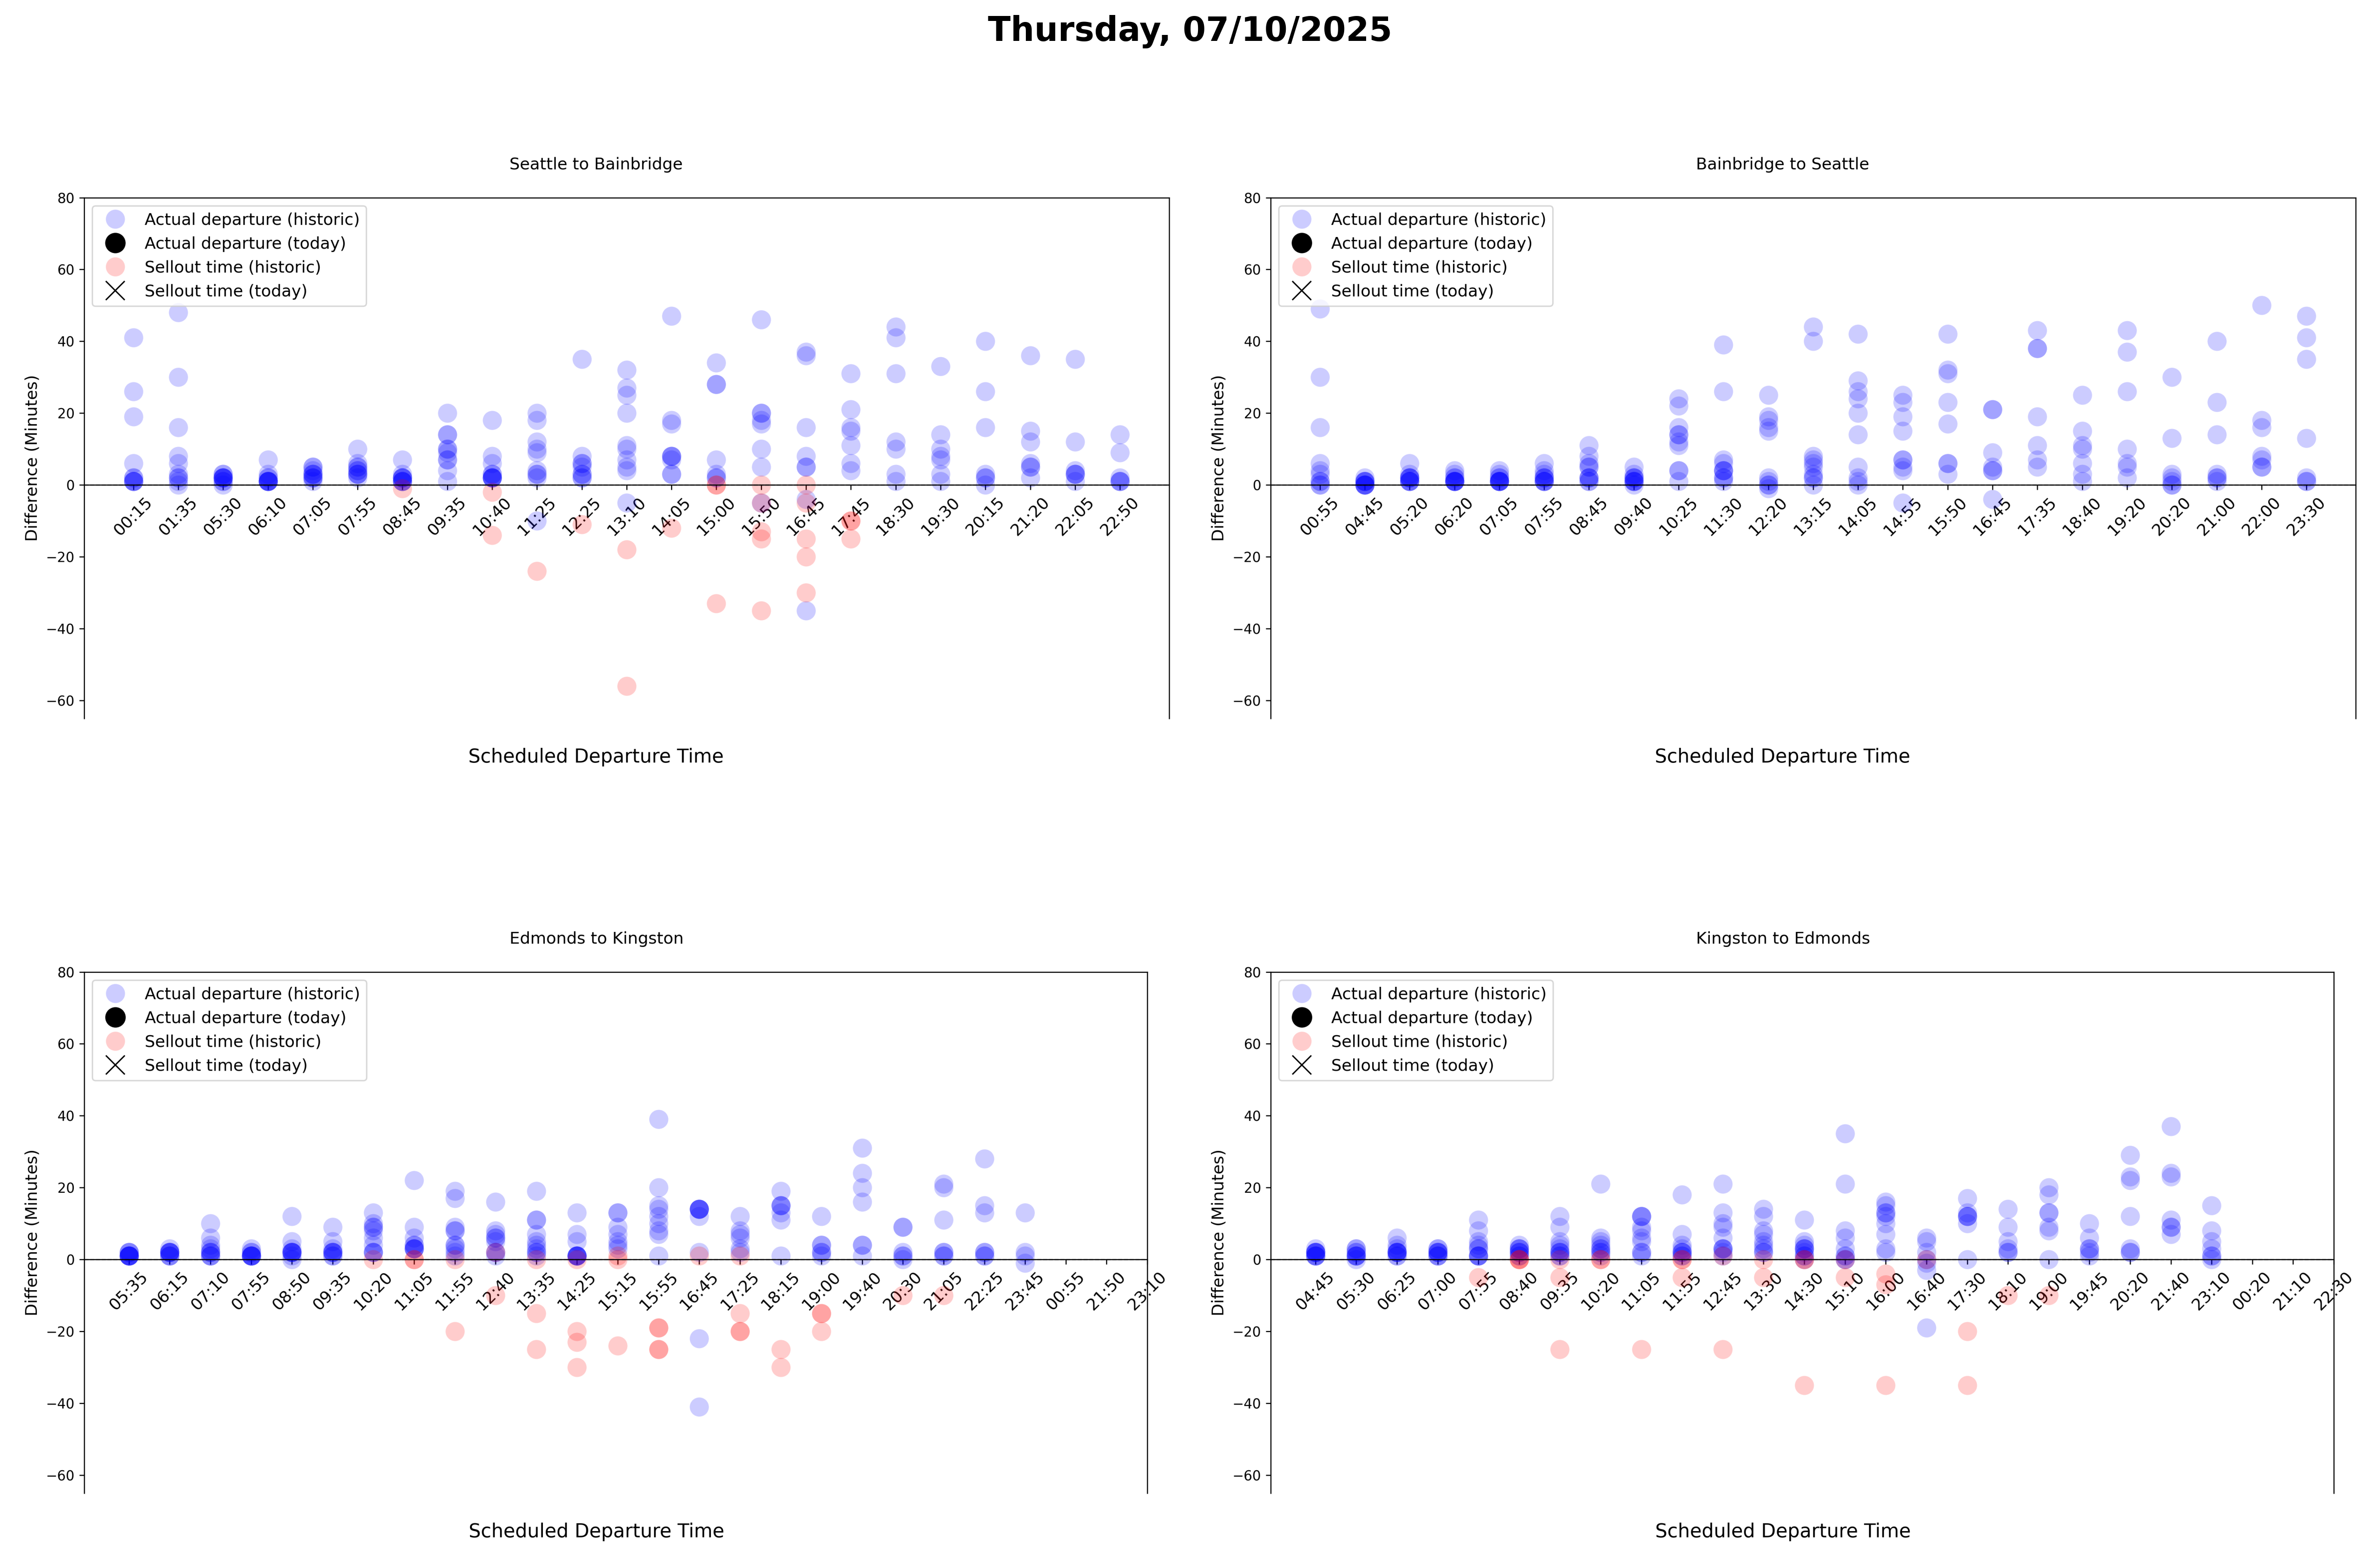 Thursday, 07/10/2025
Seattle to Bainbridge
80
60
40
20
0
−20
−40
−60
Difference (Minutes)
Actual departure (historic)
Actual departure (today)
Sellout time (historic)
Sellout time (today)
00:15 01:35 05:30 06:10 07:05 07:55 08:45 09:35 10:40 11:25 12:25 13:10 14:05 15:00 15:50 16:45 17:45 18:30 19:30 20:15 21:20 22:05 22:50
Scheduled Departure Time
Bainbridge to Seattle
80
60
40
20
0
−20
−40
−60
Difference (Minutes)
Actual departure (historic)
Actual departure (today)
Sellout time (historic)
Sellout time (today)
00:55 04:45 05:20 06:20 07:05 07:55 08:45 09:40 10:25 11:30 12:20 13:15 14:05 14:55 15:50 16:45 17:35 18:40 19:20 20:20 21:00 22:00 23:30
Scheduled Departure Time
Edmonds to Kingston
80
60
40
20
0
−20
−40
−60
Difference (Minutes)
Actual departure (historic)
Actual departure (today)
Sellout time (historic)
Sellout time (today)
05:35 06:15 07:10 07:55 08:50 09:35 10:20 11:05 11:55 12:40 13:35 14:25 15:15 15:55 16:45 17:25 18:15 19:00 19:40 20:30 21:05 22:25 23:45 00:55 21:50 23:10
Scheduled Departure Time
Kingston to Edmonds
80
60
40
20
0
−20
−40
−60
Difference (Minutes)
Actual departure (historic)
Actual departure (today)
Sellout time (historic)
Sellout time (today)
04:45 05:30 06:25 07:00 07:55 08:40 09:35 10:20 11:05 11:55 12:45 13:30 14:30 15:10 16:00 16:40 17:30 18:10 19:00 19:45 20:20 21:40 23:10 00:20 21:10 22:30
Scheduled Departure Time